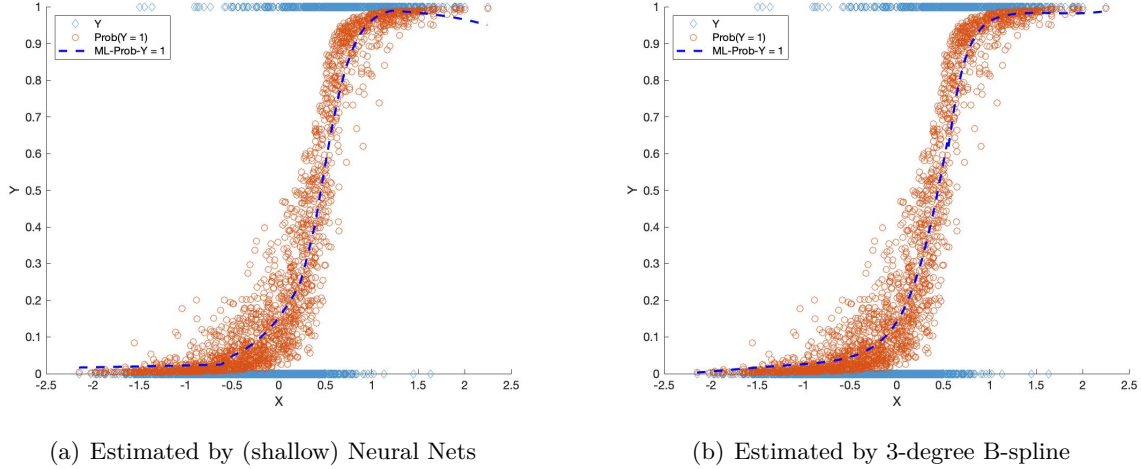 1
0.9
0.8
0.7
0.6
0.5
0.4
0.3
0.2
0.1
0
Y
Y
Prob(Y = 1)
ML-Prob-Y = 1
-2.5 -2 -1.5 -1 -0.5 0 0.5 1 1.5 2 2.5
X
(a) Estimated by (shallow) Neural Nets
1
0.9
0.8
0.7
0.6
0.5
0.4
0.3
0.2
0.1
0
Y
Y
Prob(Y = 1)
ML-Prob-Y = 1
-2.5 -2 -1.5 -1 -0.5 0 0.5 1 1.5 2 2.5
X
(b) Estimated by 3-degree B-spline